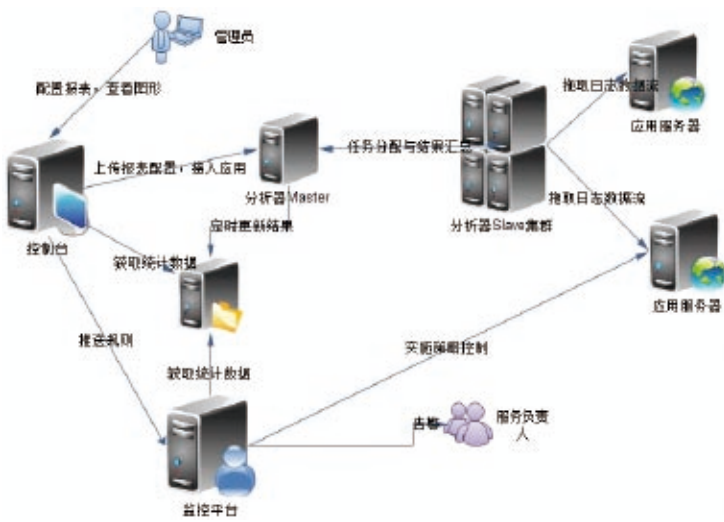 管理员
配置报表，查看图形
拖取日志数据流
应用服务器
上传报表配置，接入应用
任务分配与结果汇总
分析器Master
拖取日志数据流
分析器Slave集群
定时更新结果
控制台
获取统计数据
应用服务器
推送规则
实施策略控制
获取统计数据
告警
服务负责
人
监控平台